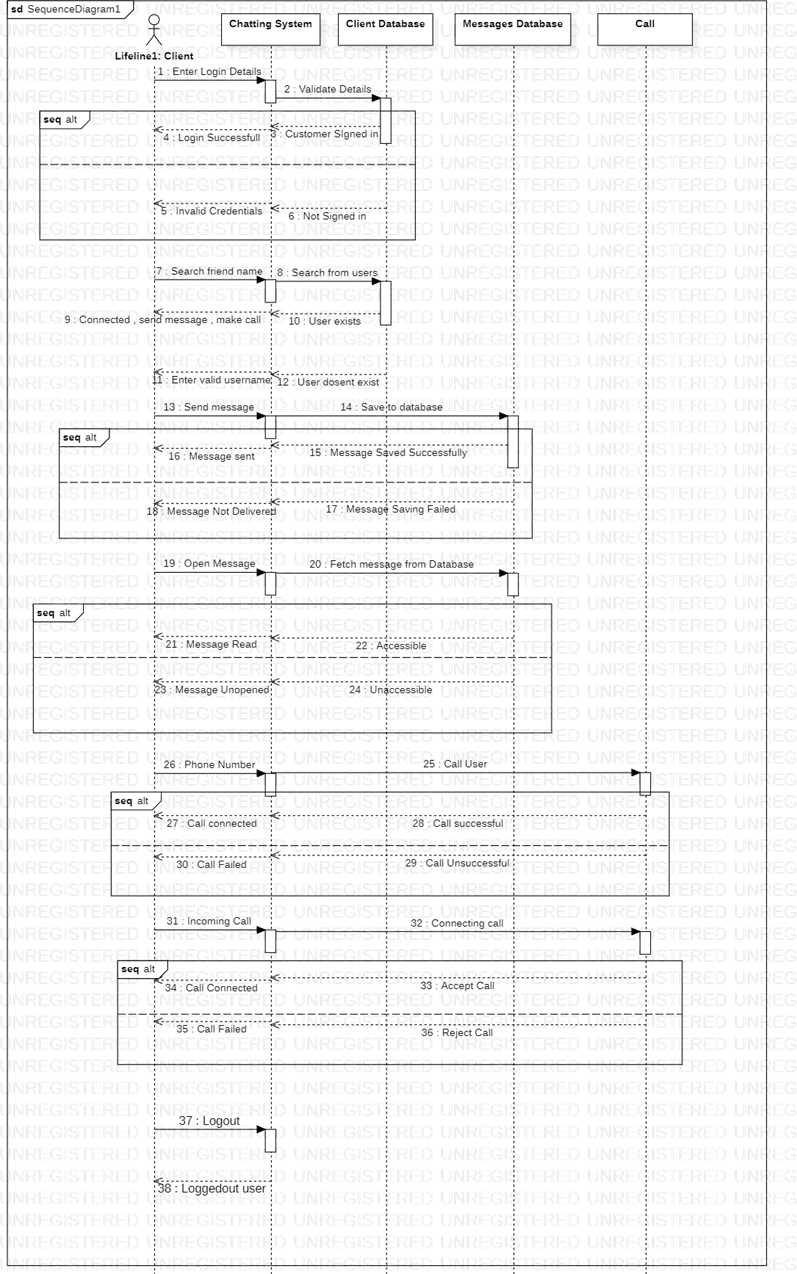 sd SequenceDiagram1
Chatting System
Client Database
Messages Database
Call
Lifeline1: Client
1 : Enter Login Details
2 : Validate Details
seq alt
3 : Customer SIgned in
4 : Login Successfull
5 : Invalid Credentials
6 : Not Signed in
7 : Search friend name
8 : Search from users
9 : Connected , send message , make call
10 : User exists
11 : Enter valid username
12 : User dosent exist
13 : Send message
14 : Save to database
seq alt
15 : Message Saved Successfully
16 : Message sent
17 : Message Saving Failed
18 : Message Not Delivered
19 : Open Message
20 : Fetch message from Database
seq alt
21 : Message Read
22 : Accessible
23 : Message Unopened
24 : Unaccessible
26 : Phone Number
25 : Call User
seq alt
27 : Call connected
28 : Call successful
29 : Call Unsuccessful
30 : Call Failed
31 : Incoming Call
32 : Connecting call
seq alt
33 : Accept Call
34 : Call Connected
35 : Call Failed
36 : Reject Call
37 : Logout
38 : Loggedout user
UNREGISTERED